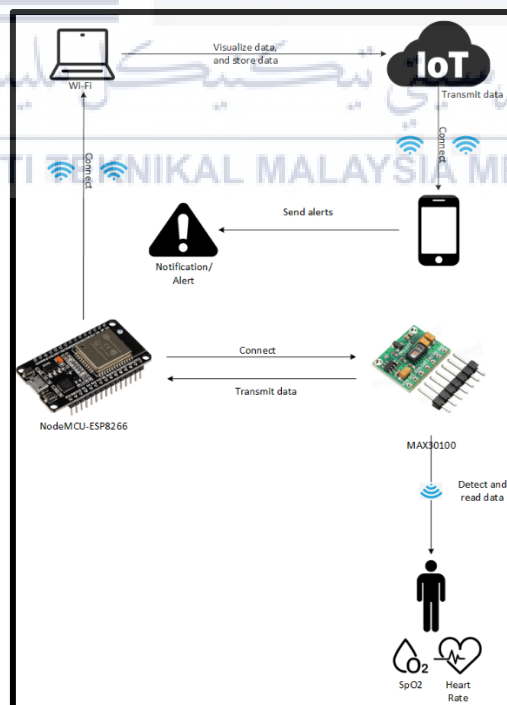 Visualize data,
and store data
Wi-Fi
IoT
Transmit data
Connect
Connect
TI TEKNIKAL MALAYSIA ME
Send alerts
Notification/
Alert
Connect
Transmit data
NodeMCU-ESP8266
MAX30100
Detect and
read data
O2
SpO2
Heart
Rate